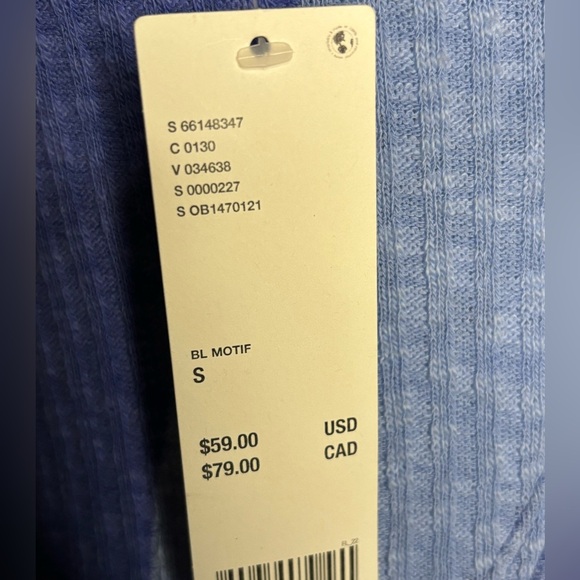 S 66148347
C 0130
V 034638
S 0000227
S OB1470121
BL MOTIF
S
$59.00 USD
$79.00 CAD